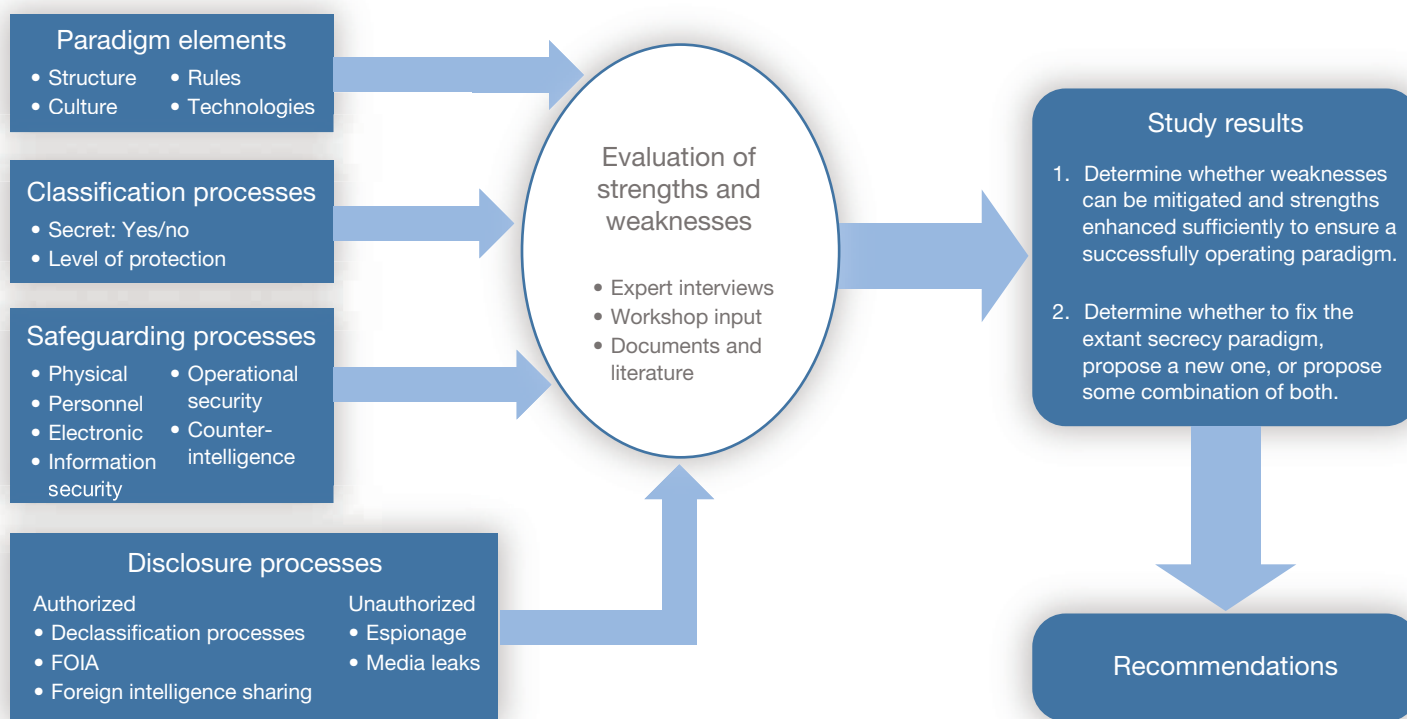 Paradigm elements
• Structure
• Culture
• Rules
• Technologies
Classification processes
• Secret: Yes/no
• Level of protection
Safeguarding processes
• Physical
• Personnel
• Electronic
• Information
security
• Operational
security
• Counter-
intelligence
Disclosure processes
Authorized
• Declassification processes
• FOIA
• Foreign intelligence sharing
Unauthorized
• Espionage
• Media leaks
Evaluation of
strengths and
weaknesses
• Expert interviews
• Workshop input
• Documents and
literature
Study results
1. Determine whether weaknesses
can be mitigated and strengths
enhanced sufficiently to ensure a
successfully operating paradigm.
2. Determine whether to fix the
extant secrecy paradigm,
propose a new one, or propose
some combination of both.
Recommendations